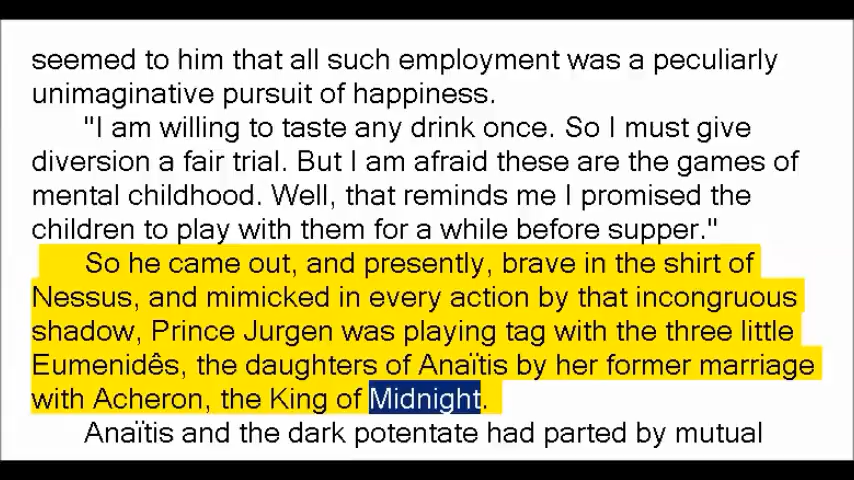 seemed to him that all such employment was a peculiarly
unimaginative pursuit of happiness.
"I am willing to taste any drink once. So I must give
diversion a fair trial. But I am afraid these are the games of
mental childhood. Well, that reminds me I promised the
children to play with them for a while before supper."
So he came out, and presently, brave in the shirt of
Nessus, and mimicked in every action by that incongruous
shadow, Prince Jurgen was playing tag with the three little
Eumenidês, the daughters of Anaïtis by her former marriage
with Acheron, the King of Midnight.
Anaïtis and the dark potentate had parted by mutual